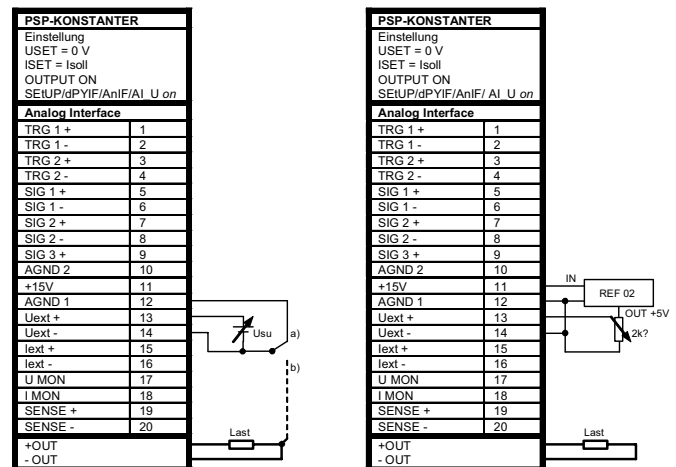 PSP-KONSTANTER
Einstellung
USET = 0 V
ISET = Isoll
OUTPUT ON
SEtUP/dPYIF/AnIF/AI_U on
Analog Interface
TRG 1 + 1
TRG 1 - 2
TRG 2 + 3
TRG 2 - 4
SIG 1 + 5
SIG 1 - 6
SIG 2 + 7
SIG 2 - 8
SIG 3 + 9
AGND 2 10
+15V 11
AGND 1 12
Uext + 13
Uext - 14
Iext + 15
Iext - 16
U MON 17
I MON 18
SENSE + 19
SENSE - 20
+OUT
- OUT
Usu
a)
b)
Last
PSP-KONSTANTER
Einstellung
USET = 0 V
ISET = Isoll
OUTPUT ON
SEtUP/dPYIF/AnIF/ AI_U on
Analog Interface
TRG 1 + 1
TRG 1 - 2
TRG 2 + 3
TRG 2 - 4
SIG 1 + 5
SIG 1 - 6
SIG 2 + 7
SIG 2 - 8
SIG 3 + 9
AGND 2 10
+15V 11
AGND 1 12
Uext + 13
Uext - 14
Iext + 15
Iext - 16
U MON 17
I MON 18
SENSE + 19
SENSE - 20
+OUT
- OUT
IN
REF 02
OUT +5V
2k?
Last